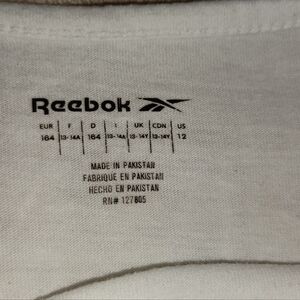 Reebok
EUR F D I UK CDN US
164 13-14A 164 13-14A 13-14Y 13-14Y 12
MADE IN PAKISTAN
FABRIQUE EN PAKISTAN
HECHO EN PAKISTAN
RN# 127805